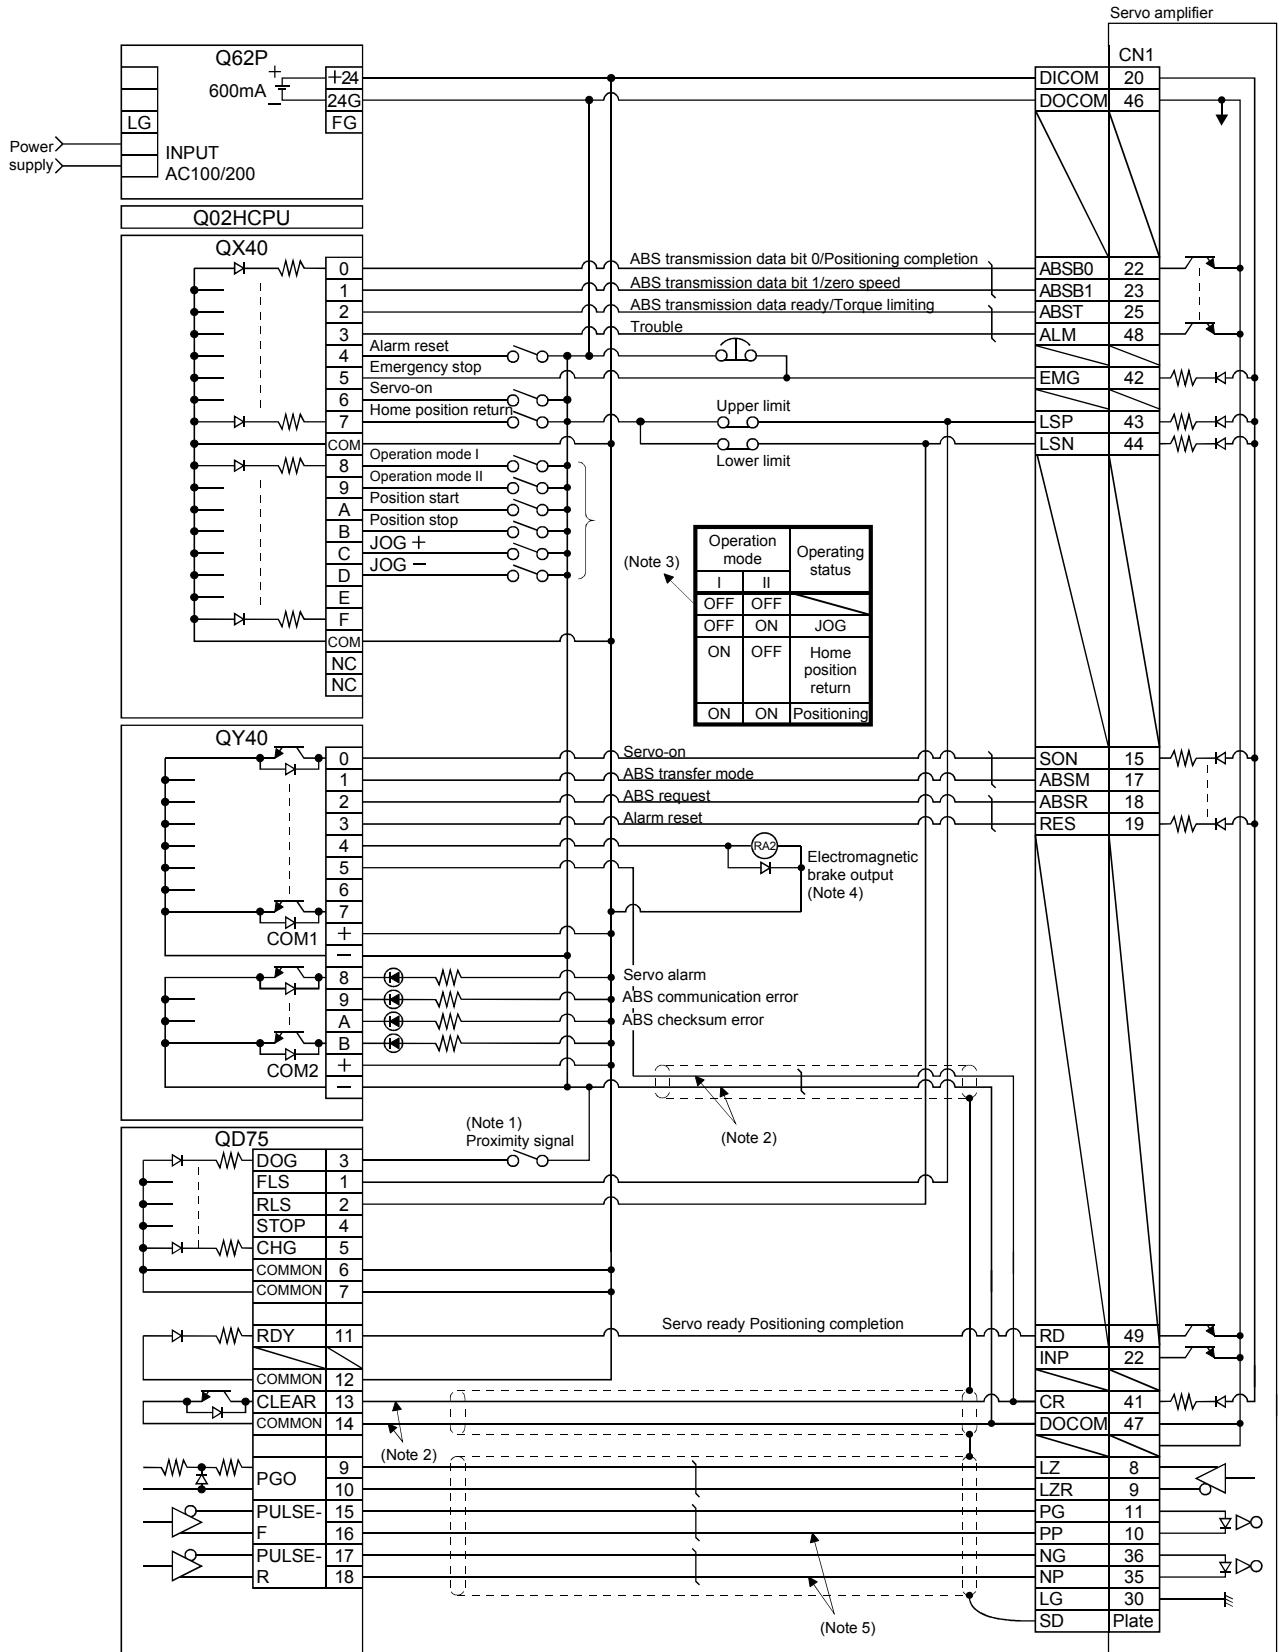 Servo amplifier
Q62P
CN1
+
600mA
−
+24
24G
FG
LG
Power
supply
INPUT
AC100/200
DICOM 20
DOCOM 46
Q02HCPU
QX40
0 ABS transmission data bit 0/Positioning completion ABSB0 22
1 ABS transmission data bit 1/zero speed ABSB1 23
2 ABS transmission data ready/Torque limiting ABST 25
3 Trouble ALM 48
4 Alarm reset
5 Emergency stop EMG 42
6 Servo-on
7 Home position return Upper limit LSP 43
COM Lower limit LSN 44
8 Operation mode I
9 Operation mode II
A Position start
B Position stop
C JOG +
D JOG −
E
F
COM
NC
NC
(Note 3)
Operation mode Operating status
I II
OFF OFF
OFF ON JOG
ON OFF Home position return
ON ON Positioning
QY40
0 Servo-on SON 15
1 ABS transfer mode ABSM 17
2 ABS request ABSR 18
3 Alarm reset RES 19
4 RA2
5 Electromagnetic
brake output
(Note 4)
6
7
COM1
+
−
8 Servo alarm
9 ABS communication error
A ABS checksum error
B
COM2
+
−
(Note 2)
(Note 1)
Proximity signal
QD75
DOG 3
FLS 1
RLS 2
STOP 4
CHG 5
COMMON 6
COMMON 7
RDY 11 Servo ready Positioning completion RD 49
INP 22
COMMON 12
CLEAR 13 CR 41
COMMON 14 DOCOM 47
(Note 2)
PGO 9 LZ 8
10 LZR 9
PULSE-
F
15 PG 11
16 PP 10
PULSE-
R
17 NG 36
18 NP 35
LG 30
SD Plate
(Note 5)